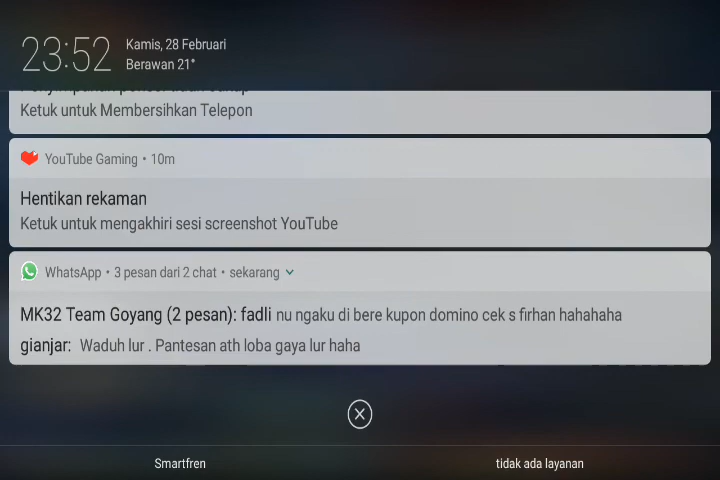 23:52
Kamis, 28 Februari
Berawan 21°
Ketuk untuk Membersihkan Telepon
YouTube Gaming • 10m
Hentikan rekaman
Ketuk untuk mengakhiri sesi screenshot YouTube
WhatsApp • 3 pesan dari 2 chat • sekarang
MK32 Team Goyang (2 pesan): fadli nu ngaku di bere kupon domino cek s firhan hahahaha
gianjar: Waduh lur . Pantesan ath loba gaya lur haha
Smartfren
tidak ada layanan